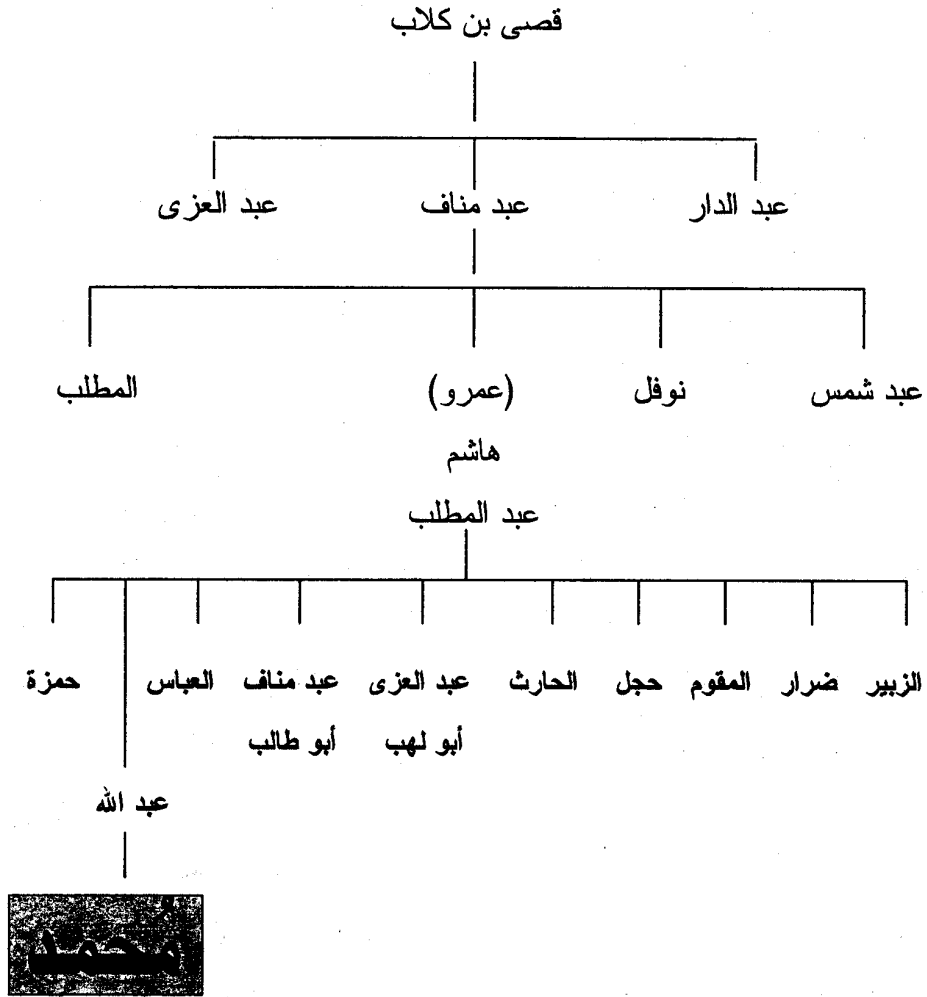 قصى بن كلاب
عبد الدار عبد مناف عبد العزى
عبد شمس نوفل (عمرو) المطلب
هاشم
عبد المطلب
الزبير ضرار المقوم حجل الحارث عبد العزى عبد مناف العباس حمزة
أبو لهب أبو طالب
عبد الله
مُحمد